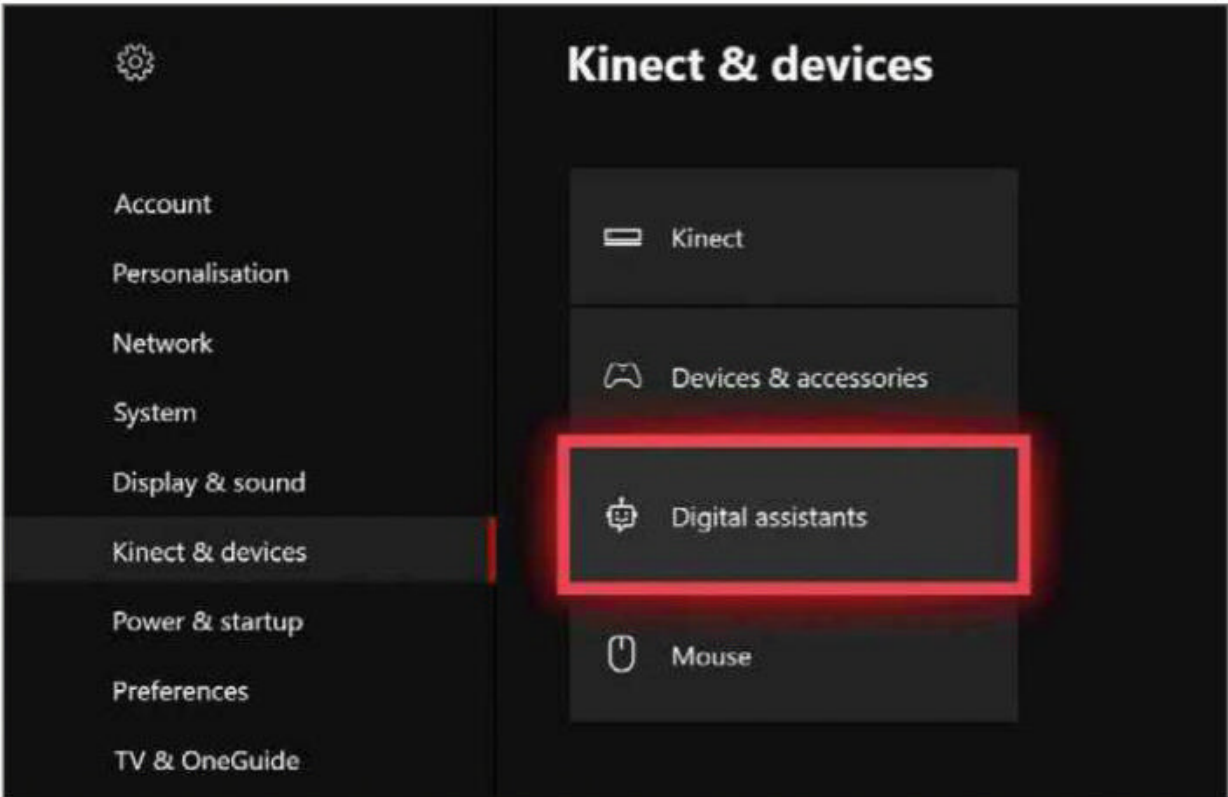 Kinect & devices
Account
Personalisation
Network
System
Display & sound
Kinect & devices
Power & startup
Preferences
TV & OneGuide
Kinect
Devices & accessories
Digital assistants
Mouse